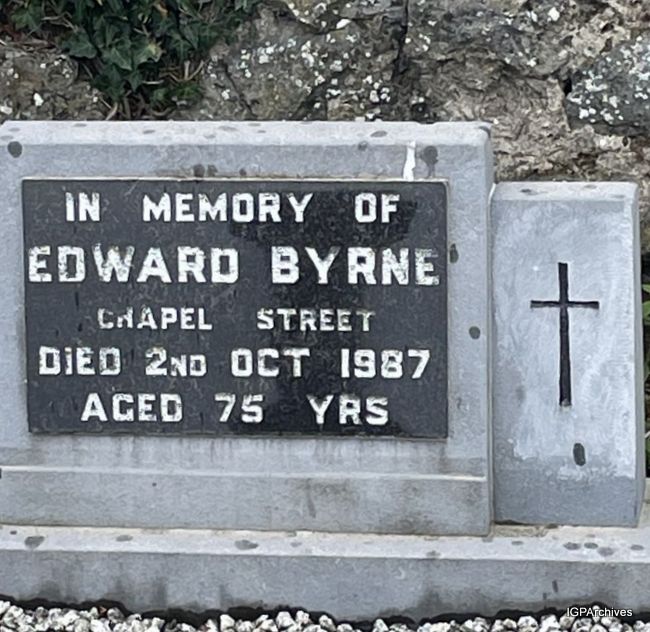 IN MEMORY OF
EDWARD BYRNE
CHAPEL STREET
DIED 2ND OCT 1987
AGED 75 YRS
IGPArchives